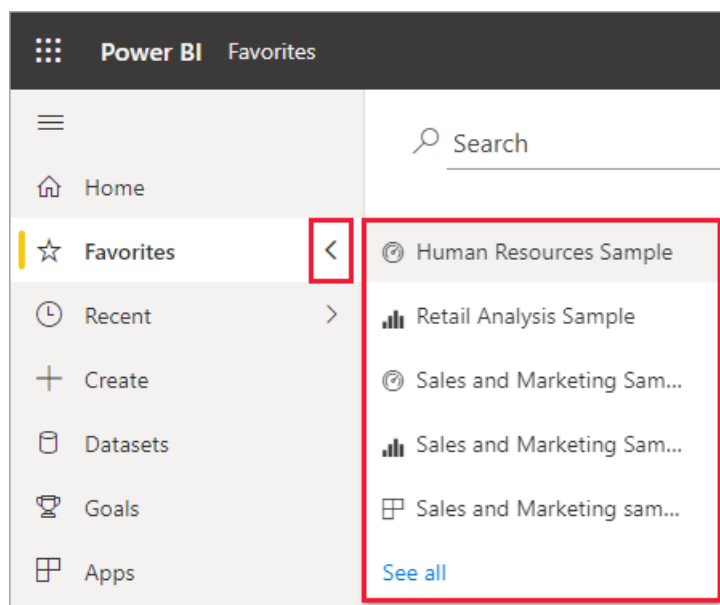 Power BI Favorites
Search
Home
Favorites
Recent
Create
Datasets
Goals
Apps
Human Resources Sample
Retail Analysis Sample
Sales and Marketing Sam...
Sales and Marketing Sam...
Sales and Marketing sam...
See all